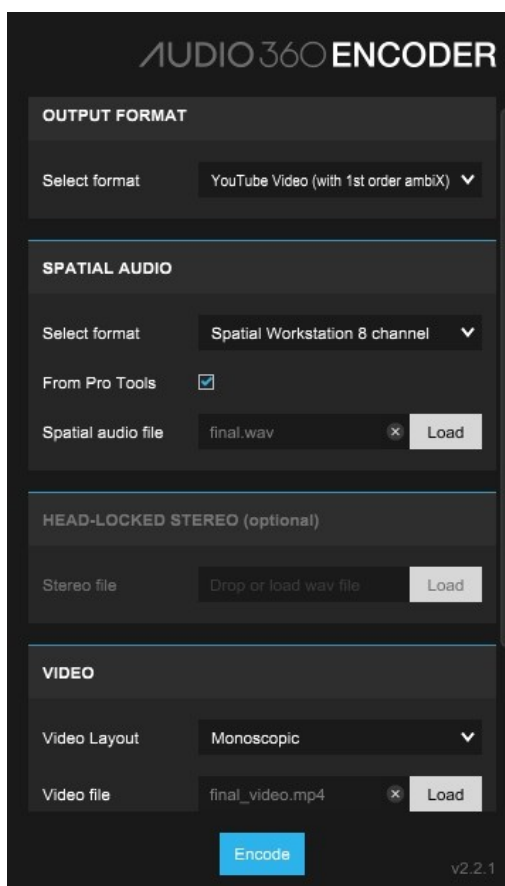 AUDIO360 ENCODER
OUTPUT FORMAT
Select format YouTube Video (with 1st order ambiX)
SPATIAL AUDIO
Select format Spatial Workstation 8 channel
From Pro Tools
Spatial audio file final.wav Load
HEAD-LOCKED STEREO (optional)
Stereo file Drop or load wav file Load
VIDEO
Video Layout Monoscopic
Video file final_video.mp4 Load
Encode
v2.2.1